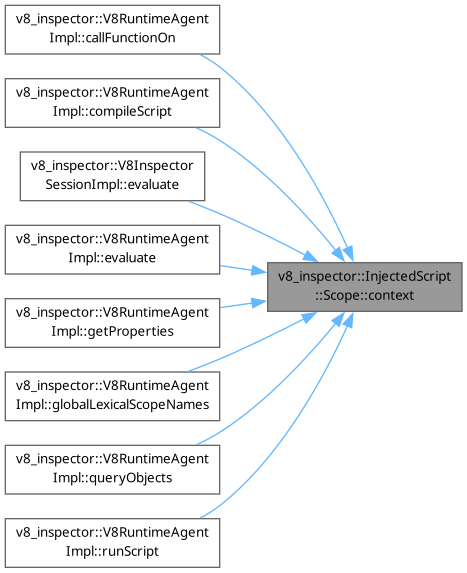 v8_inspector::V8RuntimeAgent
Impl::callFunctionOn
v8_inspector::V8RuntimeAgent
Impl::compileScript
v8_inspector::V8Inspector
SessionImpl::evaluate
v8_inspector::V8RuntimeAgent
Impl::evaluate
v8_inspector::InjectedScript
::Scope::context
v8_inspector::V8RuntimeAgent
Impl::getProperties
v8_inspector::V8RuntimeAgent
Impl::globalLexicalScopeNames
v8_inspector::V8RuntimeAgent
Impl::queryObjects
v8_inspector::V8RuntimeAgent
Impl::runScript